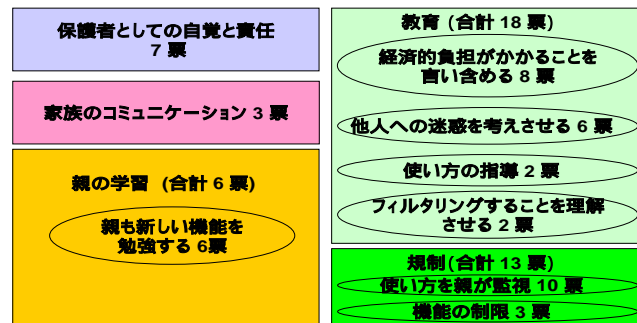 保護者としての自覚と責任
7 票
家族のコミュニケーション 3 票
親の学習 (合計 6 票)
親も新しい機能を
勉強する 6票
教育 (合計 18 票)
経済的負担がかかることを
言い含める 8 票
他人への迷惑を考えさせる 6 票
使い方の指導 2 票
フィルタリングすることを理解
させる 2 票
規制(合計 13 票)
使い方を親が監視 10 票
機能の制限 3 票